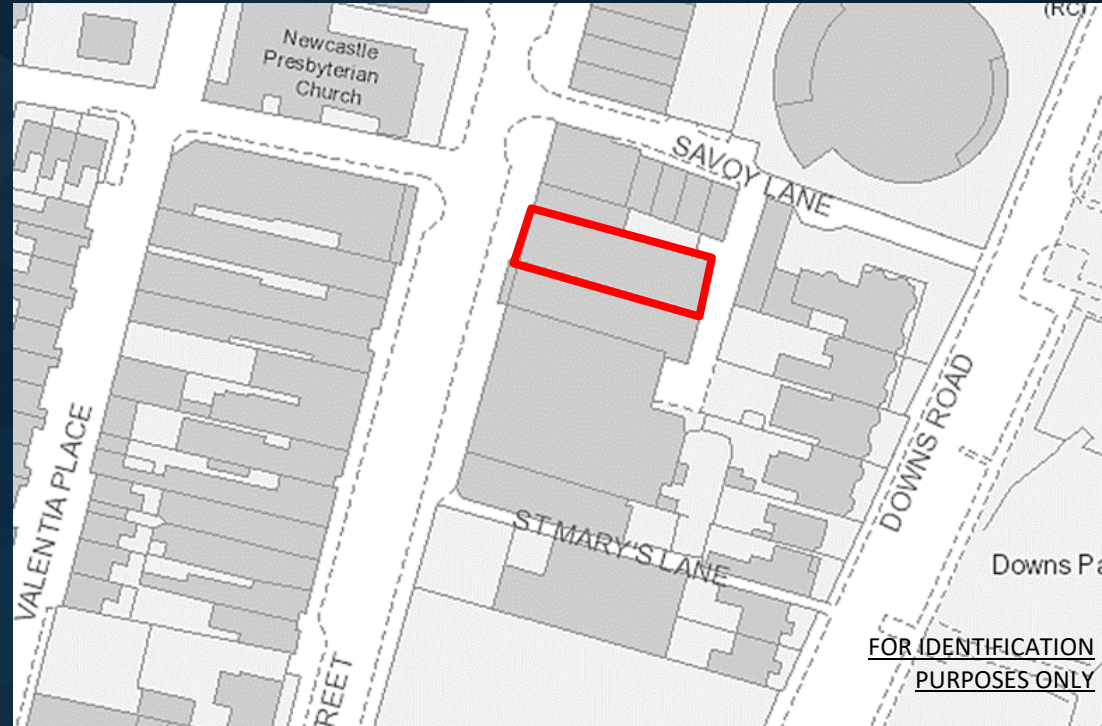 (RC)
Newcastle
Presbyterian
Church
SAVOY LANE
VALENTIA PLACE
DOWNS ROAD
ST MARY'S LANE
Downs Pa
REET
FOR IDENTIFICATION
PURPOSES ONLY